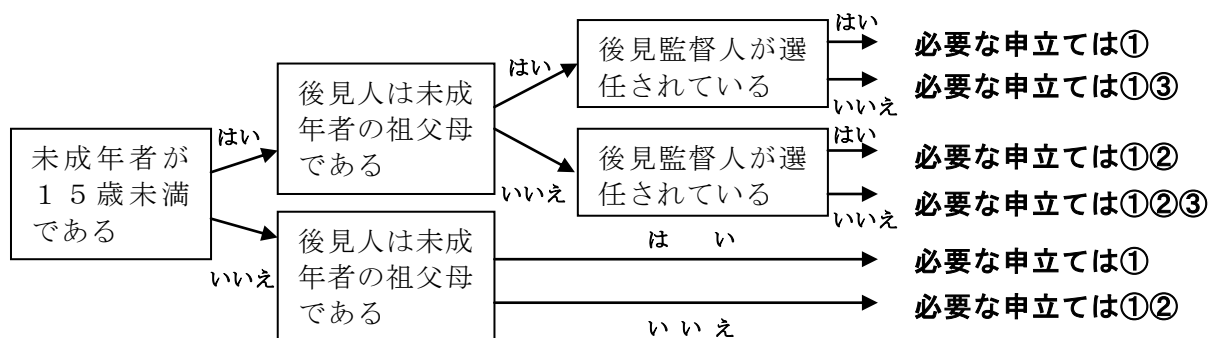 未成年者が
１５歳未満
である
はい
いいえ
後見人は未成
年者の祖父母
である
はい
いいえ
後見監督人が選
任されている
はい
必要な申立ては①
いいえ
必要な申立ては①③
後見監督人が選
任されている
はい
必要な申立ては①②
いいえ
必要な申立ては①②③
後見人は未成
年者の祖父母
である
は　い
必要な申立ては①
いいえ
必要な申立ては①②